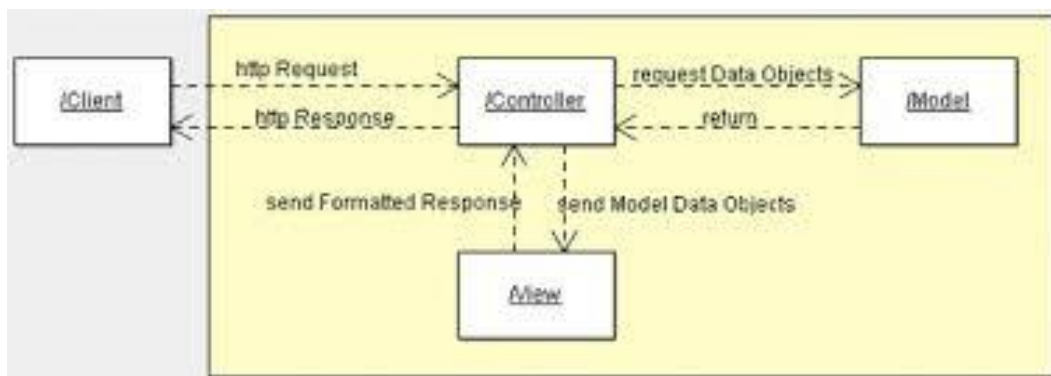 http Request
request Data Objects
/Client
/Controller
/Model
http Response
return
send Formatted Response
send Model Data Objects
/View